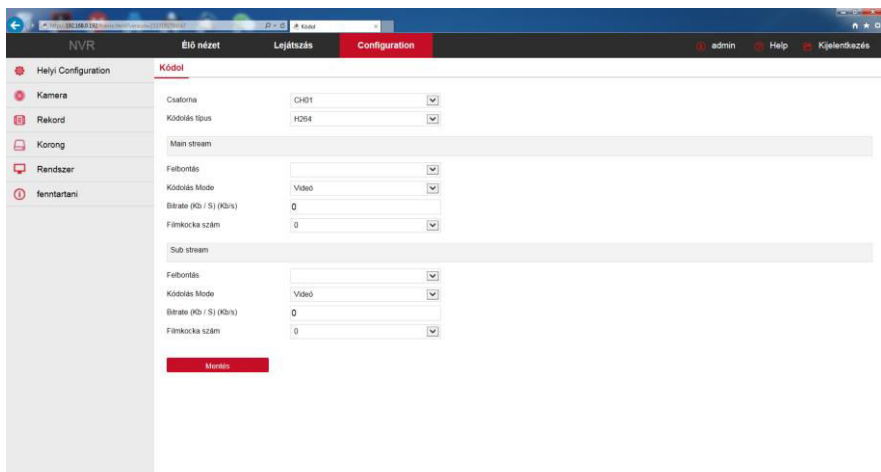 Kódol
NVR
Élő nézet
Lejátszás
Configuration
admin
Help
Kijelentkezés
Helyi Configuration
Kamera
Rekord
Korong
Rendszer
fenntartani
Kódol
Csatorna CH01
Kódolás típus H264
Main stream
Felbontás
Kódolás Mode Videó
Bitrate (Kb / S) (Kb/s) 0
Filmkocka szám 0
Sub stream
Felbontás
Kódolás Mode Videó
Bitrate (Kb / S) (Kb/s) 0
Filmkocka szám 0
Mentés